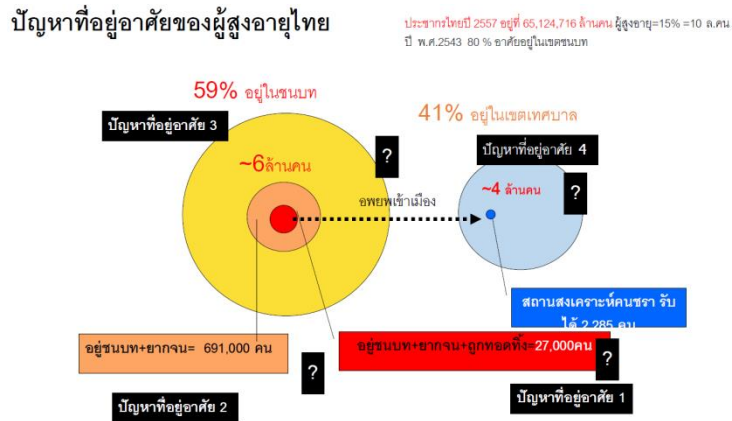 ปัญหาที่อยู่อาศัยของผู้สูงอายุไทย
ประชากรไทยปี 2557 อยู่ที่ 65,124,716 ล้านคน ผู้สูงอายุ=15% =10 ล.คน
ปี พ.ศ.2543 80 % อาศัยอยู่ในเขตชนบท
59% อยู่ในชนบท
41% อยู่ในเขตเทศบาล
ปัญหาที่อยู่อาศัย 3
?
ปัญหาที่อยู่อาศัย 4
?
~6ล้านคน
~4 ล้านคน
อพยพเข้าเมือง
สถานสงเคราะห์คนชรา รับ
ได้ 2,285 คน
อยู่ชนบท+ยากจน= 691,000 คน
?
อยู่ชนบท+ยากจน+ถูกทอดทิ้ง=27,000คน
?
ปัญหาที่อยู่อาศัย 2
ปัญหาที่อยู่อาศัย 1